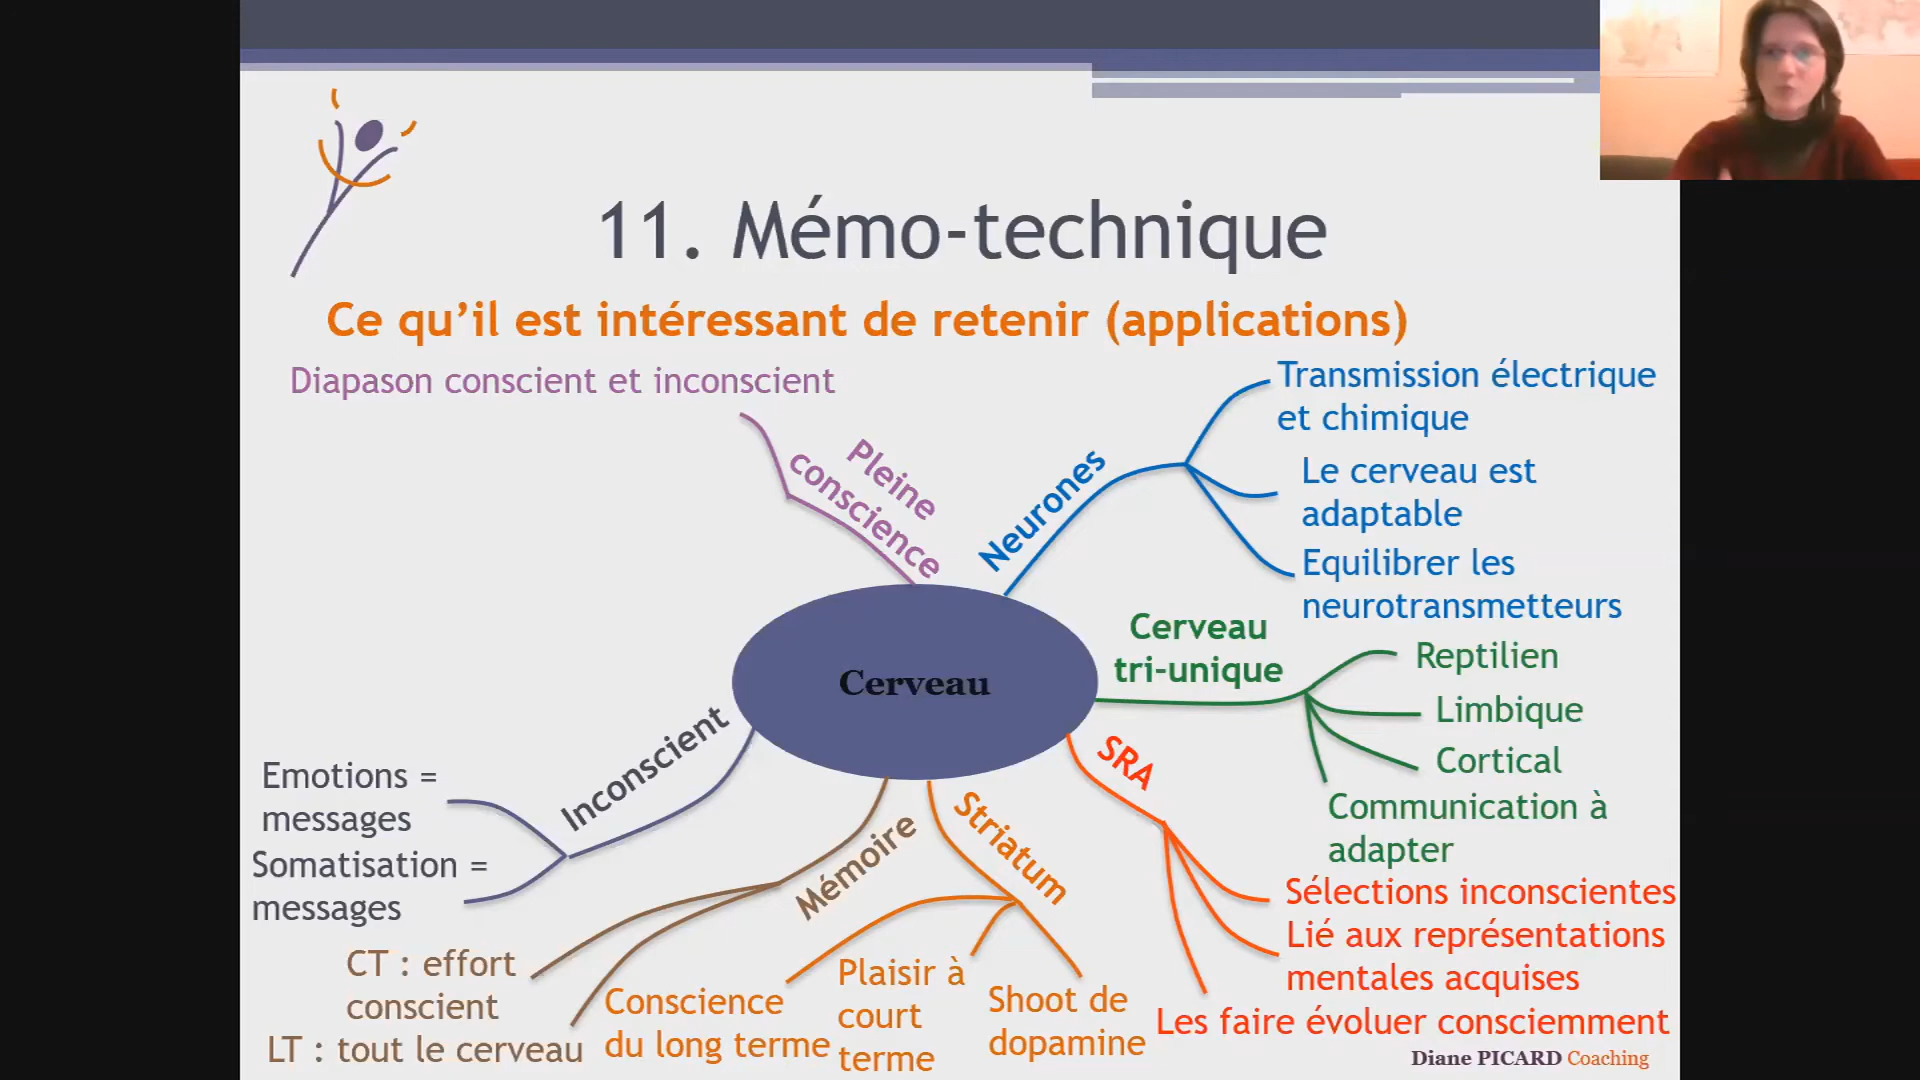 11. Mémo-technique
Ce qu’il est intéressant de retenir (applications)
Diapason conscient et inconscient
Pleine
conscience
Neurones
Transmission électrique
et chimique
Le cerveau est
adaptable
Equilibrer les
neurotransmetteurs
Cerveau
tri-unique
Reptilien
Limbique
Cortical
Communication à
adapter
Cerveau
SRA
Sélections inconscientes
Lié aux représentations
mentales acquises
Les faire évoluer consciemment
Striatum
Shoot de
dopamine
Plaisir à
court
terme
Conscience
du long terme
Mémoire
CT : effort
conscient
LT : tout le cerveau
Inconscient
Emotions =
messages
Somatisation =
messages
Diane PICARD Coaching